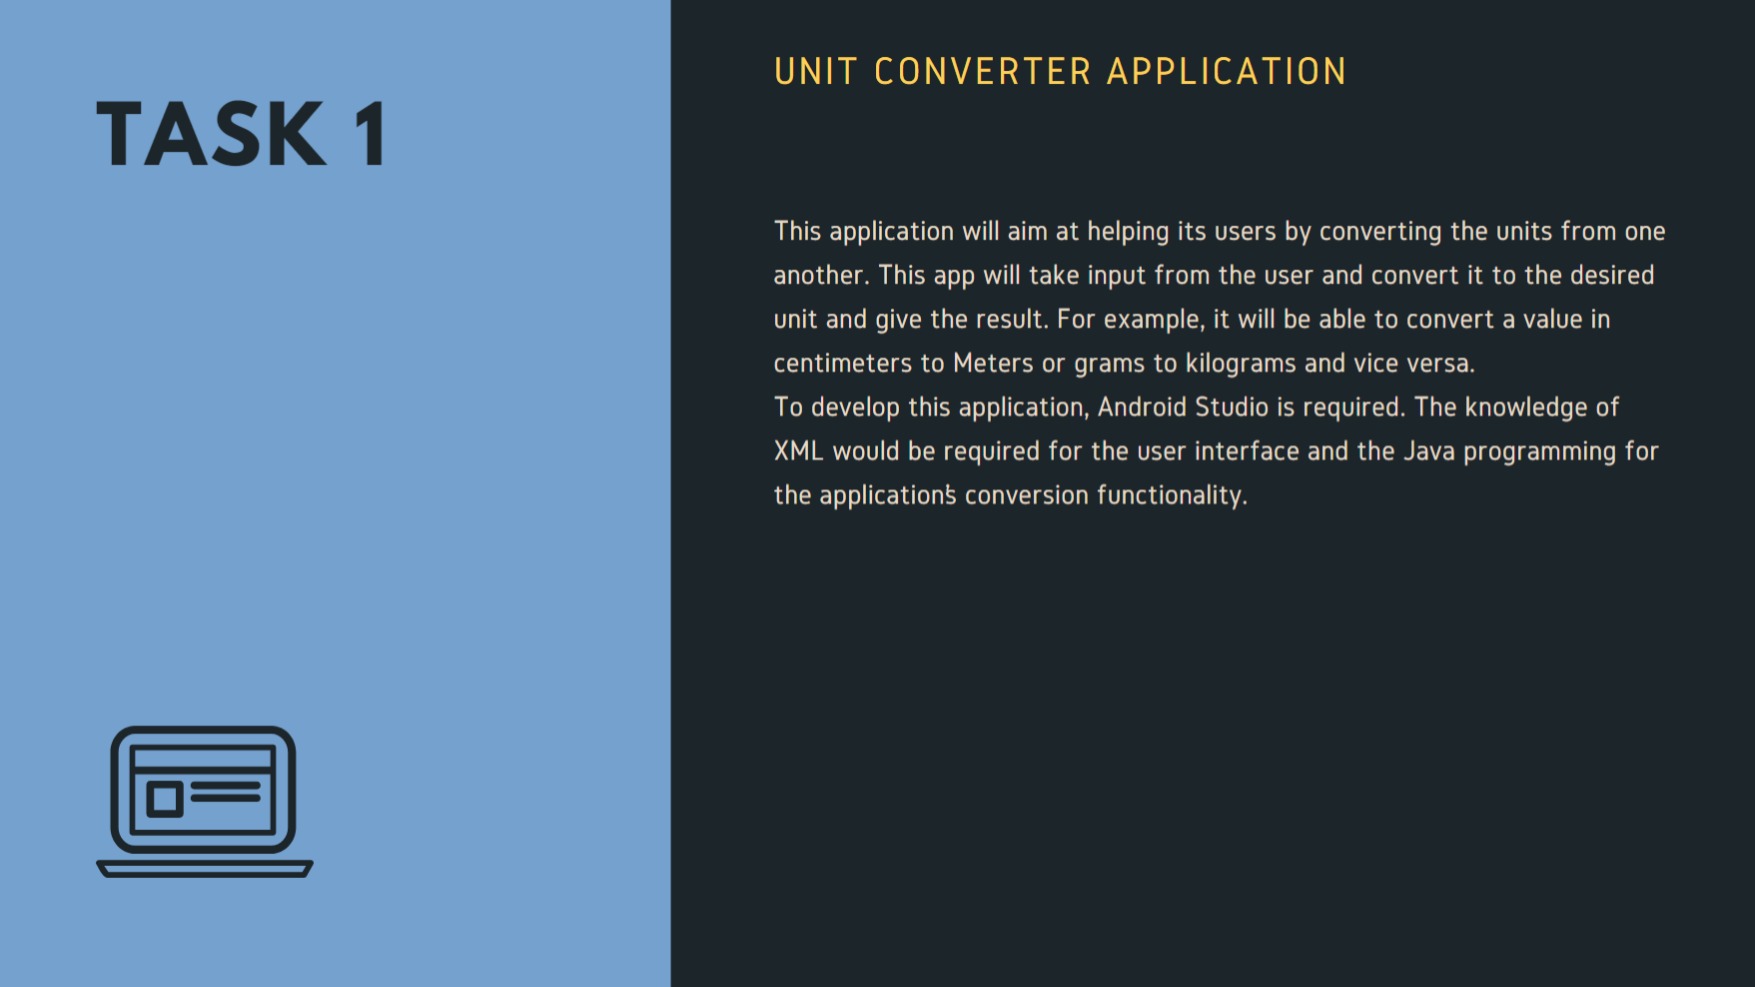 TASK 1
UNIT CONVERTER APPLICATION
This application will aim at helping its users by converting the units from one
another. This app will take input from the user and convert it to the desired
unit and give the result. For example, it will be able to convert a value in
centimeters to Meters or grams to kilograms and vice versa.
To develop this application, Android Studio is required. The knowledge of
XML would be required for the user interface and the Java programming for
the application's conversion functionality.